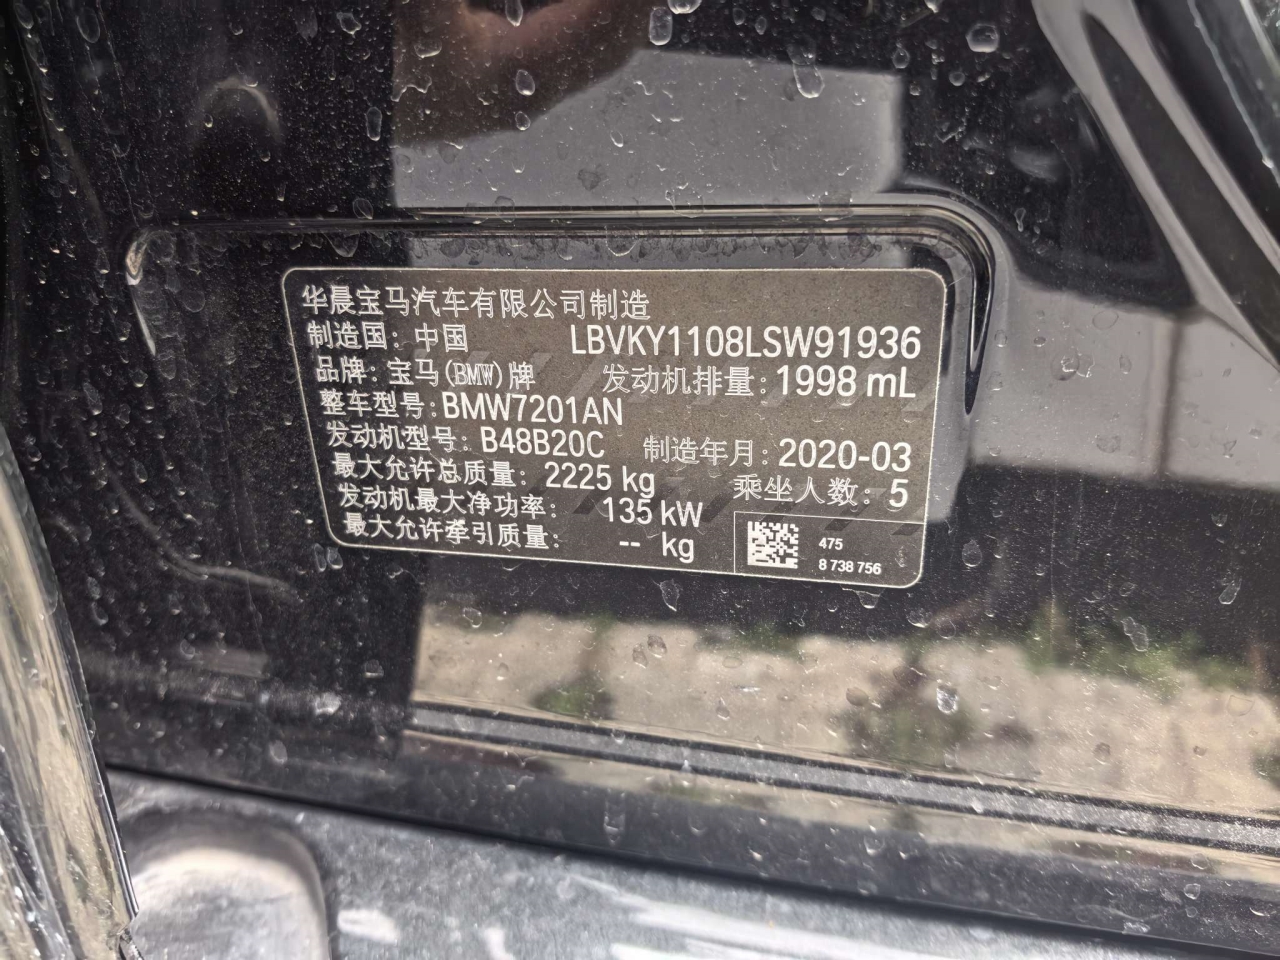 华晨宝马汽车有限公司制造
制造国：中国 LBVKY1108LSW91936
品牌：宝马(BMW)牌 发动机排量：1998 mL
整车型号：BMW7201AN
发动机型号：B48B20C 制造年月：2020-03
最大允许总质量：2225 kg 乘坐人数：5
发动机最大净功率：135 kW
最大允许牵引质量：-- kg
475
8 738 756